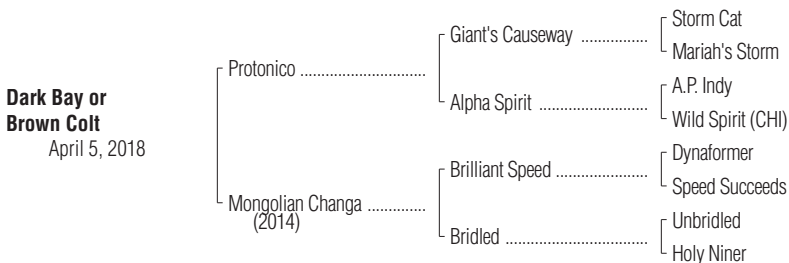 Dark Bay or
Brown Colt
April 5, 2018
Protonico ..............................
Mongolian Changa ..............
(2014)
Giant's Causeway ................
Alpha Spirit ..........................
Brilliant Speed ......................
Bridled ..................................
Storm Cat
Mariah's Storm
A.P. Indy
Wild Spirit (CHI)
Dynaformer
Speed Succeeds
Unbridled
Holy Niner